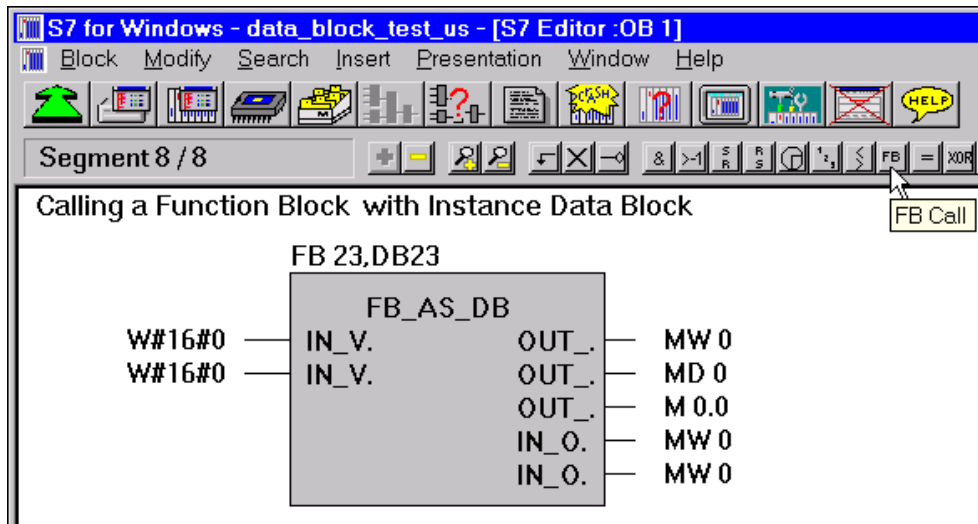 S7 for Windows - data_block_test_us - [S7 Editor :OB 1]
Block Modify Search Insert Presentation Window Help
CRASH HELP
Segment 8 / 8
& >-1 S R R S FB = XOR
FB Call
Calling a Function Block with Instance Data Block
FB 23,DB23
FB_AS_DB
W#16#0 IN_V. OUT_. MW 0
W#16#0 IN_V. OUT_. MD 0
OUT_. M 0.0
IN_O. MW 0
IN_O. MW 0